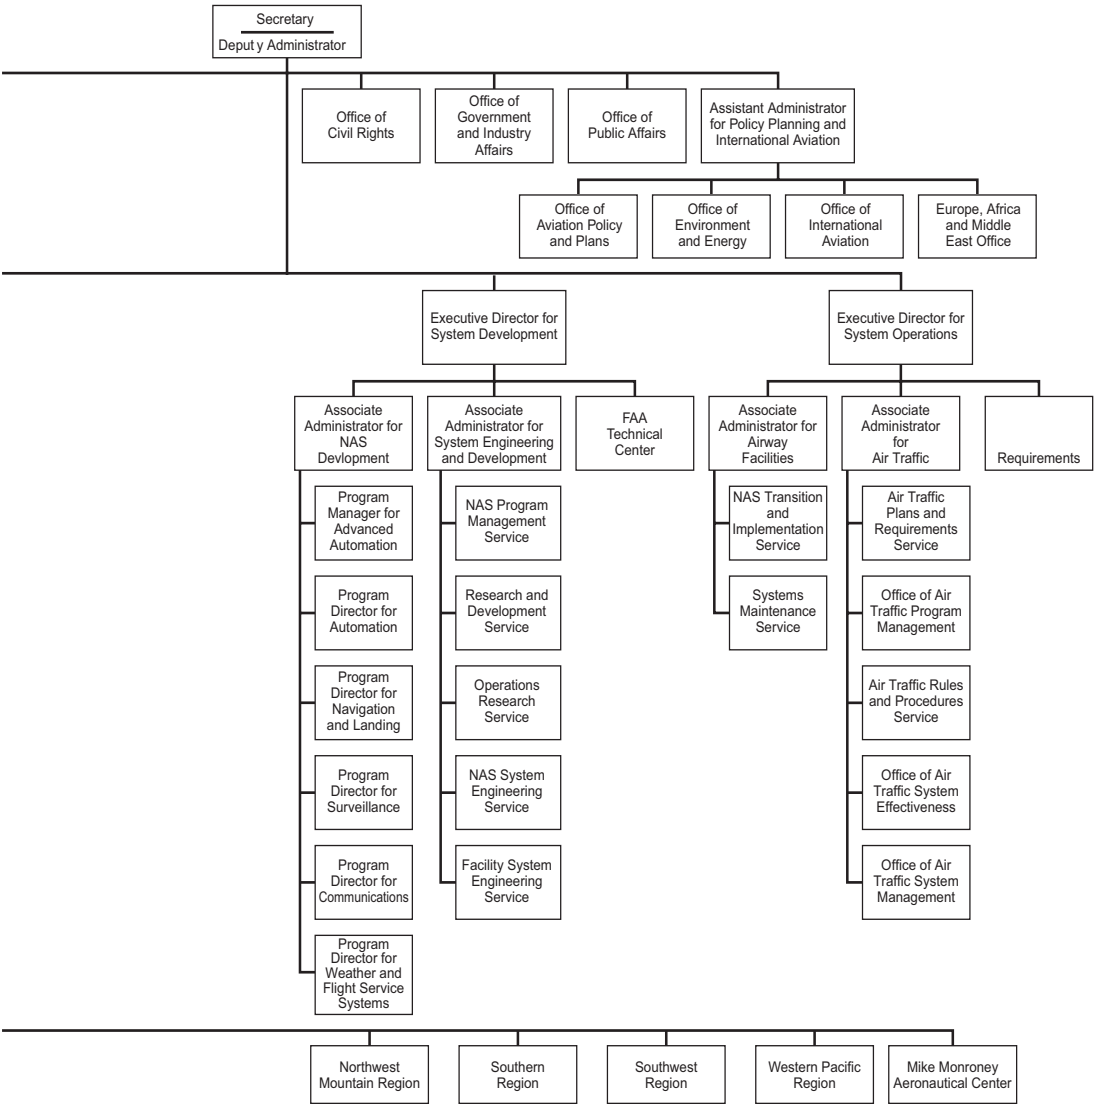 Secretary
Deputy Administrator
Office of
Civil Rights
Office of
Government
and Industry
Affairs
Office of
Public Affairs
Assistant Administrator
for Policy Planning and
International Aviation
Office of
Aviation Policy
and Plans
Office of
Environment
and Energy
Office of
International
Aviation
Europe, Africa
and Middle
East Office
Executive Director for
System Development
Executive Director for
System Operations
Associate
Administrator for
NAS
Devlopment
Associate
Administrator for
System Engineering
and Development
FAA
Technical
Center
Associate
Administrator for
Airway
Facilities
Associate
Administrator
for
Air Traffic
Requirements
Program
Manager for
Advanced
Automation
Program
Director for
Automation
Program
Director for
Navigation
and Landing
Program
Director for
Surveillance
Program
Director for
Communications
Program
Director for
Weather and
Flight Service
Systems
NAS Program
Management
Service
Research and
Development
Service
Operations
Research
Service
NAS System
Engineering
Service
Facility System
Engineering
Service
NAS Transition
and
Implementation
Service
Systems
Maintenance
Service
Air Traffic
Plans and
Requirements
Service
Office of Air
Traffic Program
Management
Air Traffic Rules
and Procedures
Service
Office of Air
Traffic System
Effectiveness
Office of Air
Traffic System
Management
Northwest
Mountain Region
Southern
Region
Southwest
Region
Western Pacific
Region
Mike Monroney
Aeronautical Center